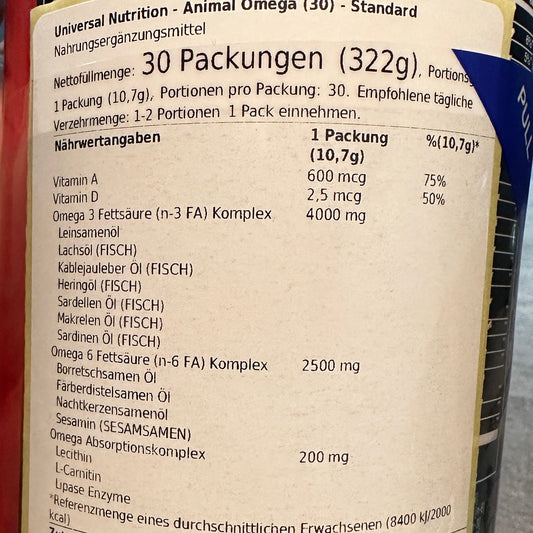 Universal Nutrition - Animal Omega (30) - Standard
Nahrungsergänzungsmittel
Nettofüllmenge: 30 Packungen (322g), Portions
1 Packung (10,7g), Portionen pro Packung: 30. Empfohlene tägliche
Verzehrmenge: 1-2 Portionen 1 Pack einnehmen.
Nährwertangaben 1 Packung (10,7g) %(10,7g)*
Vitamin A 600 mcg 75%
Vitamin D 2,5 mcg 50%
Omega 3 Fettsäure (n-3 FA) Komplex 4000 mg
Leinsamenöl
Lachsöl (FISCH)
Kablejauleber Öl (FISCH)
Heringöl (FISCH)
Sardellen Öl (FISCH)
Makrelen Öl (FISCH)
Sardinen Öl (FISCH)
Omega 6 Fettsäure (n-6 FA) Komplex 2500 mg
Borretschsamen Öl
Färberdistelsamen Öl
Nachtkerzensamenöl
Sesamin (SESAMSAMEN)
Omega Absorptionskomplex 200 mg
Lecithin
L-Carnitin
Lipase Enzyme
*Referenzmenge eines durchschnittlichen Erwachsenen (8400 kJ/2000
kcal)
PULL